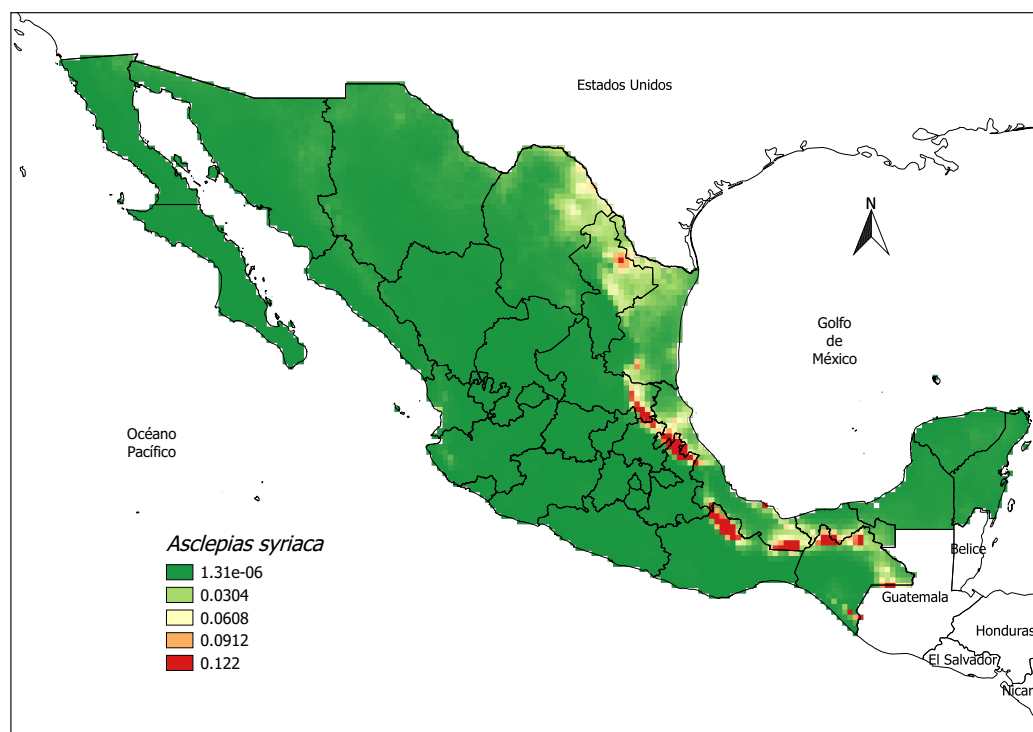 Estados Unidos
N
Golfo
de
México
Océano
Pacífico
Asclepias syriaca
1.31e-06
0.0304
0.0608
0.0912
0.122
Belice
Guatemala
Honduras
El Salvador
Nicar